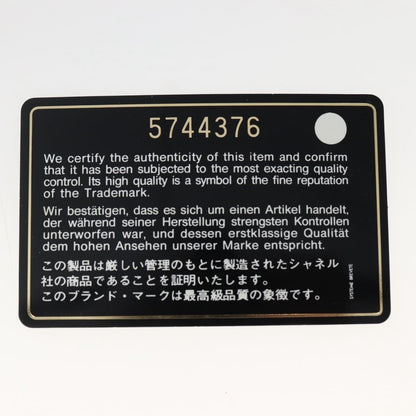 5744376
We certify the authenticity of this item and confirm
that it has been subjected to the most exacting quality
control. Its high quality is a symbol of the fine reputation
of the Trademark.
Wir bestätigen, dass es sich um einen Artikel handelt,
der während seiner Herstellung strengsten Kontrollen
unterworfen war, und dessen erstklassige Qualität
dem hohen Ansehen unserer Marke entspricht.
この製品は厳しい管理のもとに製造されたシャネル
社の商品であることを証明いたします。
このブランド・マークは最高級品質の象徴です。
SYSTEME BREVETE